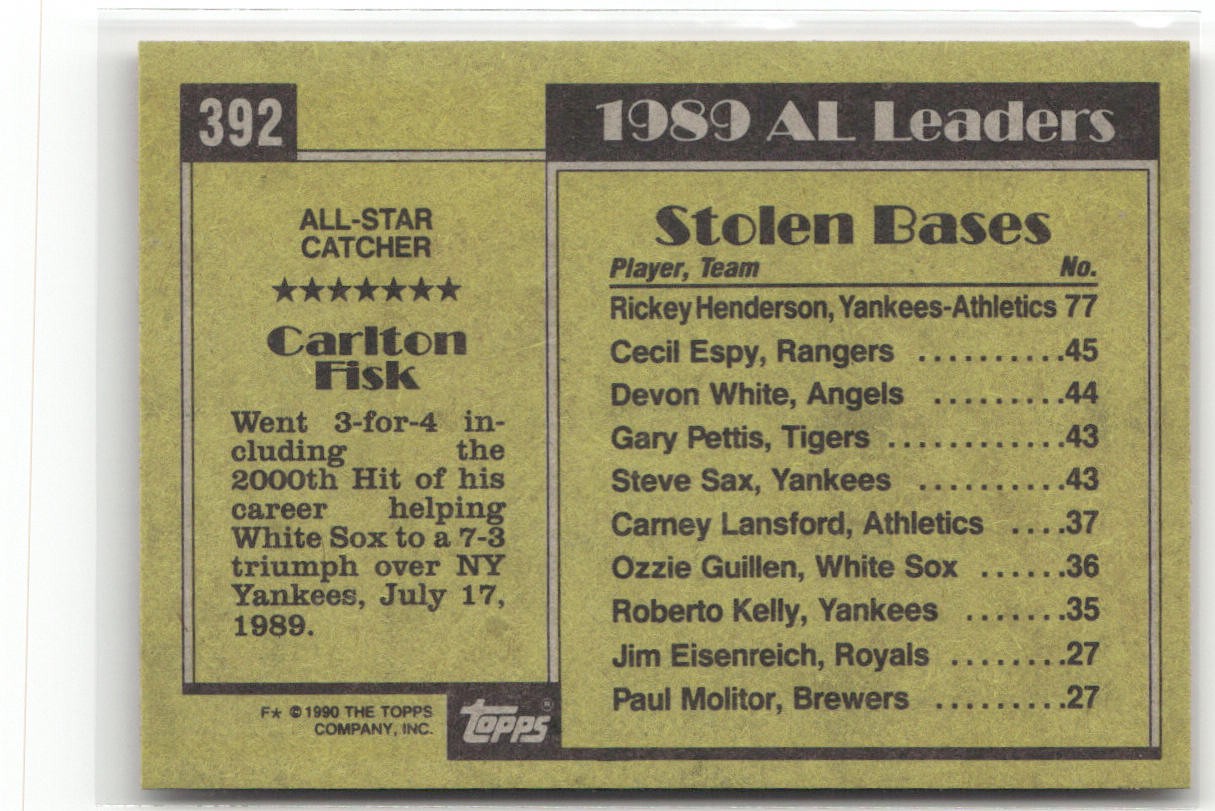 392
ALL-STAR
CATCHER
★★★★★★★
Carlton
Fisk
Went 3-for-4 in-
cluding the
2000th Hit of his
career helping
White Sox to a 7-3
triumph over NY
Yankees, July 17,
1989.
F★ © 1990 THE TOPPS
COMPANY, INC.
topps®
1989 AL Leaders
Stolen Bases
Player, Team No.
Rickey Henderson, Yankees-Athletics 77
Cecil Espy, Rangers ..........45
Devon White, Angels .........44
Gary Pettis, Tigers ............43
Steve Sax, Yankees ..........43
Carney Lansford, Athletics ....37
Ozzie Guillen, White Sox ......36
Roberto Kelly, Yankees .......35
Jim Eisenreich, Royals ........27
Paul Molitor, Brewers .........27